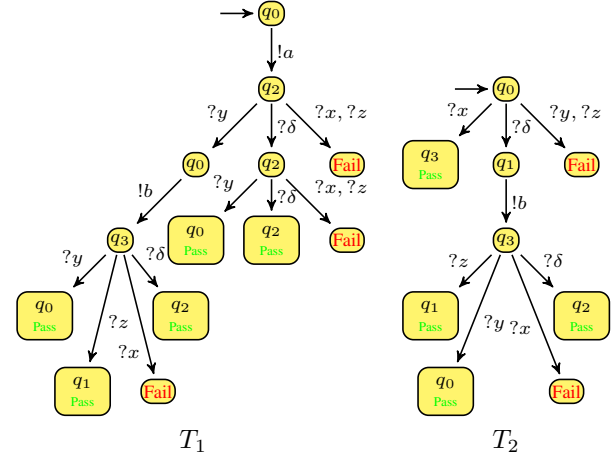 q0
!a
q2 q0
?y ?δ ?x, ?z ?x ?δ ?y, ?z
q0 q2 Fail q3 Pass q1 Fail
!b ?y ?δ ?x, ?z !b
q3 q0 Pass q2 Pass Fail q3
?y ?z ?x ?δ ?z ?y ?x ?δ
q0 Pass q2 Pass q1 Pass q2 Pass
q1 Pass Fail q0 Pass Fail
T1 T2